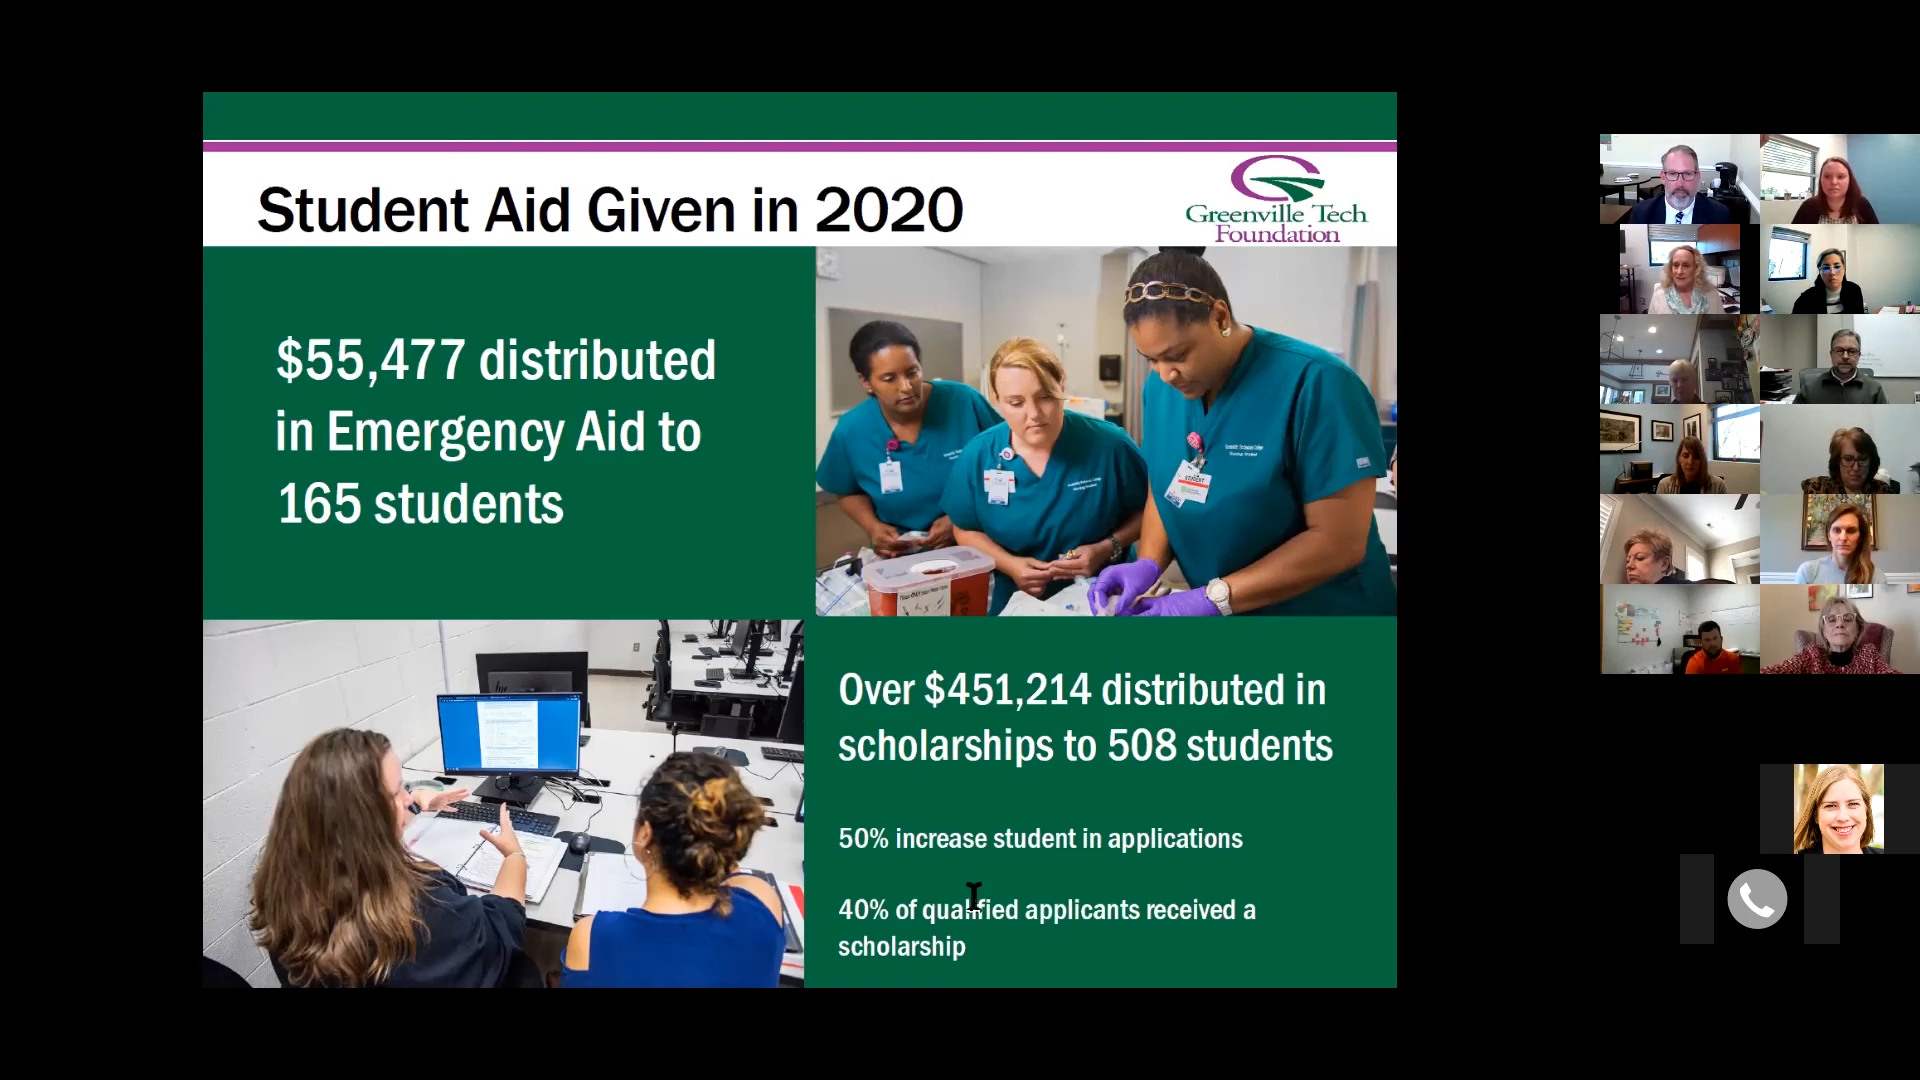 Student Aid Given in 2020
Greenville Tech
Foundation
$55,477 distributed
in Emergency Aid to
165 students
STUDENT
Over $451,214 distributed in
scholarships to 508 students
50% increase student in applications
40% of qualified applicants received a
scholarship